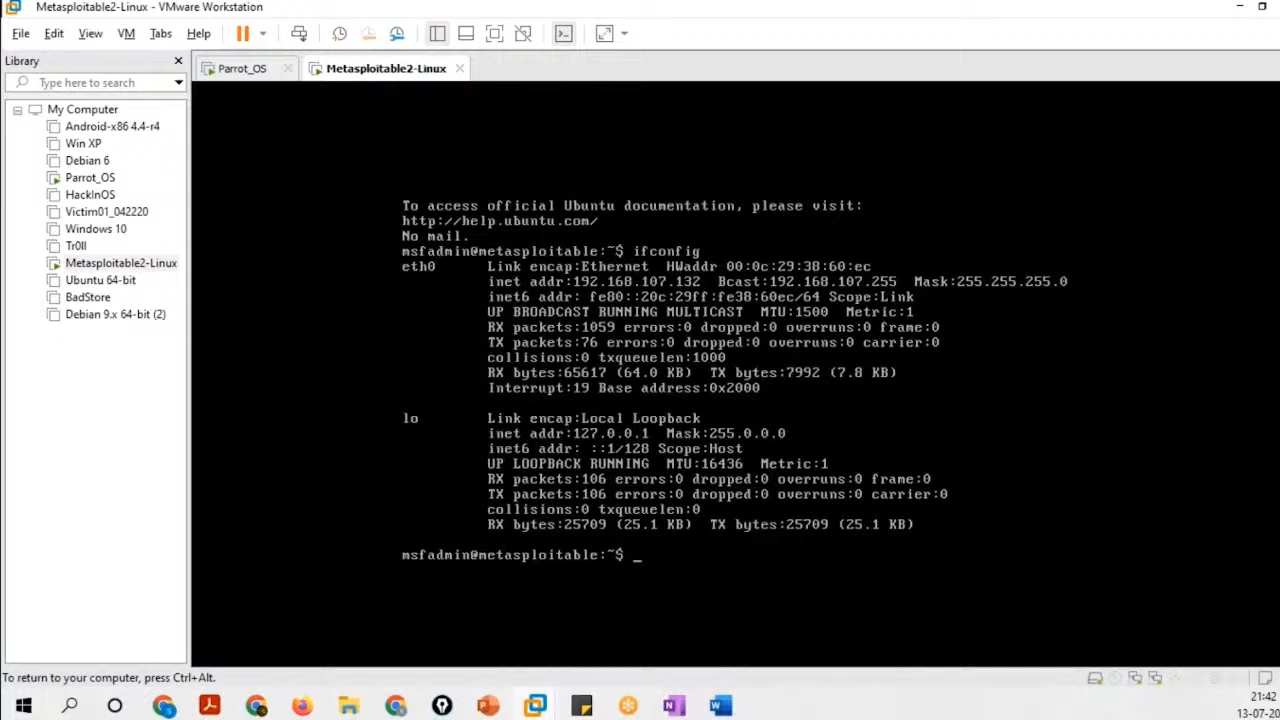 Metasploitable2-Linux - VMware Workstation
File Edit View VM Tabs Help
Library
Type here to search
My Computer
Android-x86 4.4-r4
Win XP
Debian 6
Parrot_OS
HackInOS
Victim01_042220
Windows 10
Tr0ll
Metasploitable2-Linux
Ubuntu 64-bit
BadStore
Debian 9.x 64-bit (2)
Parrot_OS
Metasploitable2-Linux
To access official Ubuntu documentation, please visit:
http://help.ubuntu.com/
No mail.
msfadmin@metasploitable:~$ ifconfig
eth0 Link encap:Ethernet HWaddr 00:0c:29:38:60:ec
inet addr:192.168.107.132 Bcast:192.168.107.255 Mask:255.255.255.0
inet6 addr: fe80::20c:29ff:fe38:60ec/64 Scope:Link
UP BROADCAST RUNNING MULTICAST MTU:1500 Metric:1
RX packets:1059 errors:0 dropped:0 overruns:0 frame:0
TX packets:76 errors:0 dropped:0 overruns:0 carrier:0
collisions:0 txqueuelen:1000
RX bytes:65617 (64.0 KB) TX bytes:7992 (7.8 KB)
Interrupt:19 Base address:0x2000
lo Link encap:Local Loopback
inet addr:127.0.0.1 Mask:255.0.0.0
inet6 addr: ::1/128 Scope:Host
UP LOOPBACK RUNNING MTU:16436 Metric:1
RX packets:106 errors:0 dropped:0 overruns:0 frame:0
TX packets:106 errors:0 dropped:0 overruns:0 carrier:0
collisions:0 txqueuelen:0
RX bytes:25709 (25.1 KB) TX bytes:25709 (25.1 KB)
msfadmin@metasploitable:~$ _
To return to your computer, press Ctrl+Alt.
21:42
13-07-20